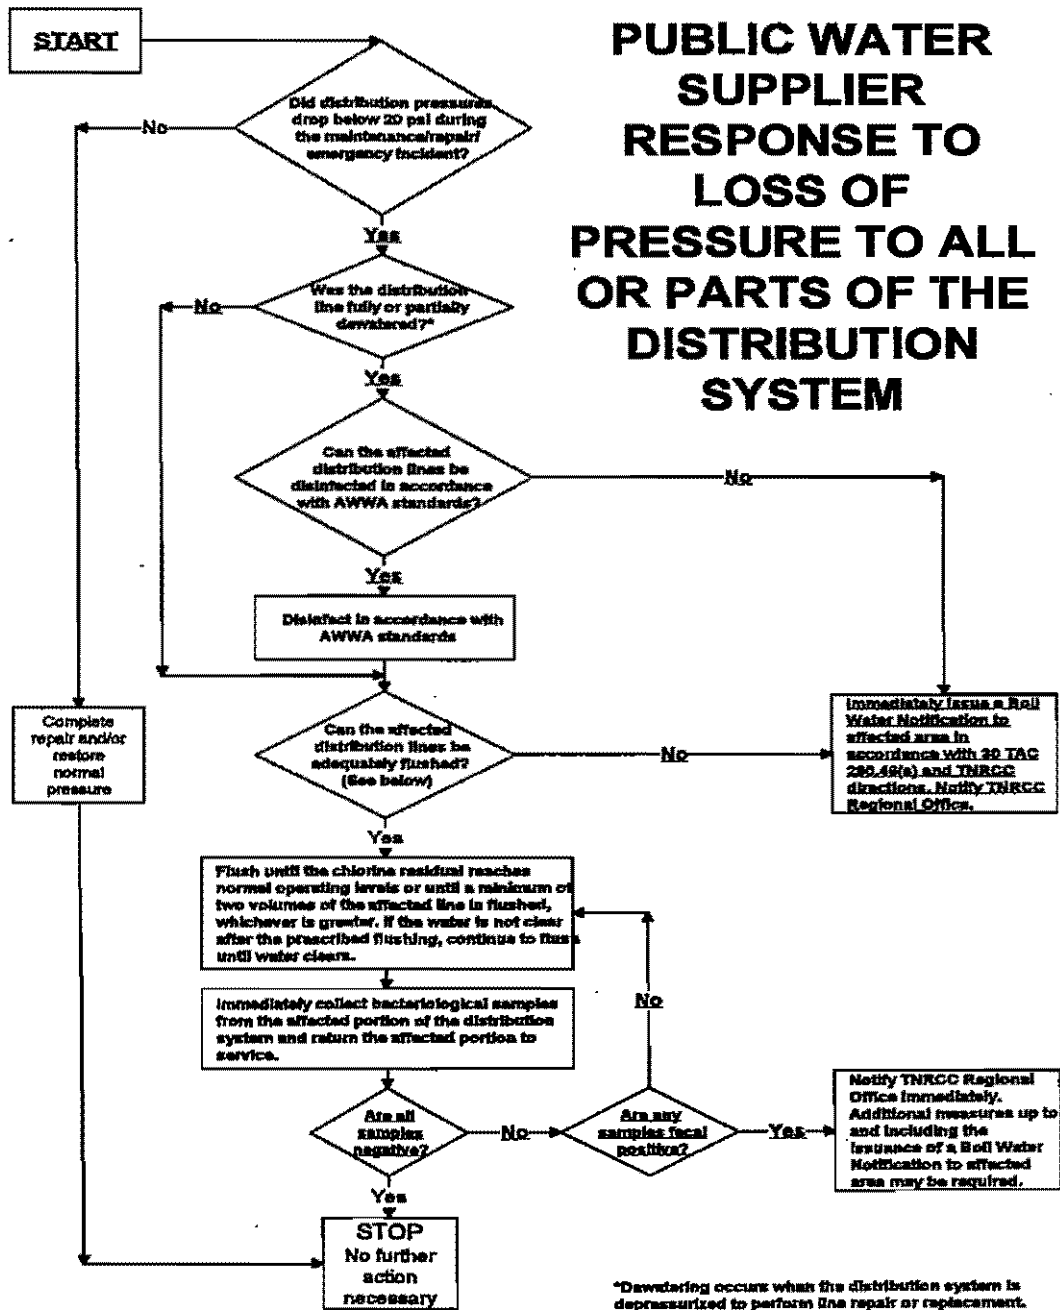 START
PUBLIC WATER
SUPPLIER
RESPONSE TO
LOSS OF
PRESSURE TO ALL
OR PARTS OF THE
DISTRIBUTION
SYSTEM
Did distribution pressures
drop below 20 psi during
the maintenance/repair/
emergency incident?
No
Yes
Was the distribution
line fully or partially
dewatered?*
No
Yes
Can the affected
distribution lines be
disinfected in accordance
with AWWA standards?
No
Yes
Disinfect in accordance with
AWWA standards
Complete
repair and/or
restore
normal
pressure
Can the affected
distribution lines be
adequately flushed?
(See below)
No
Immediately issue a Boil
Water Notification to
affected area in
accordance with 30 TAC
290.46(s) and TNRCC
directions. Notify TNRCC
Regional Office.
Yes
Flush until the chlorine residual reaches
normal operating levels or until a minimum of
two volumes of the affected line in flushed,
whichever is greater. If the water is not clear
after the prescribed flushing, continue to flush
until water clears.
No
Immediately collect bacteriological samples
from the affected portion of the distribution
system and return the affected portion to
service.
Are all
samples
negative?
No
Are any
samples fecal
positive?
Yes
Notify TNRCC Regional
Office immediately.
Additional measures up to
and including the
issuance of a Boil Water
Notification to affected
area may be required.
Yes
STOP
No further
action
necessary
*Dewatering occurs when the distribution system is
depressurized to perform line repair or replacement.